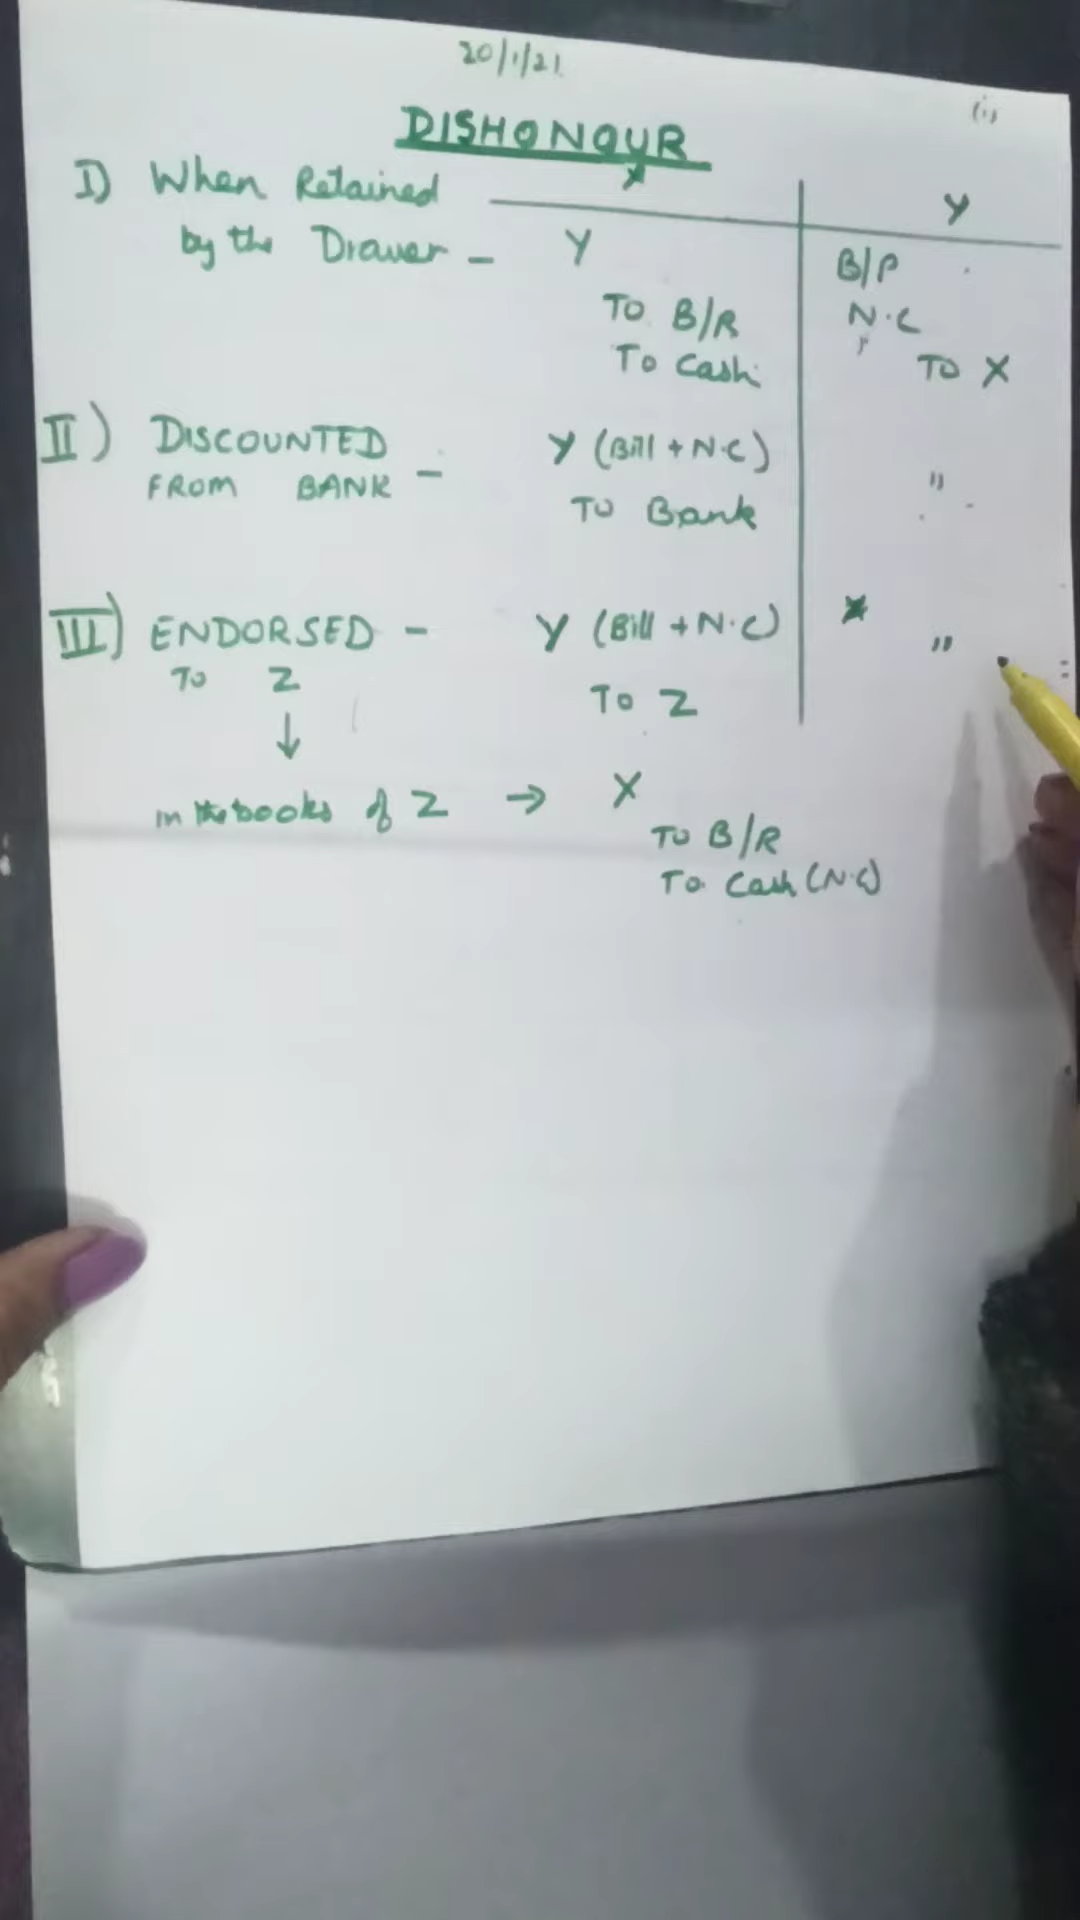 20/1/21
(1)
DISHONOUR
X
Y
I) When Retained
by the Drawer -
Y
To B/R
To Cash
B/P
N.C
To X
II) DISCOUNTED
FROM BANK -
Y (Bill + N.C)
To Bank
"
III) ENDORSED -
To Z
↓
Y (Bill + N.C)
To Z
"
in the books of Z → X
To B/R
To Cash (N.C)